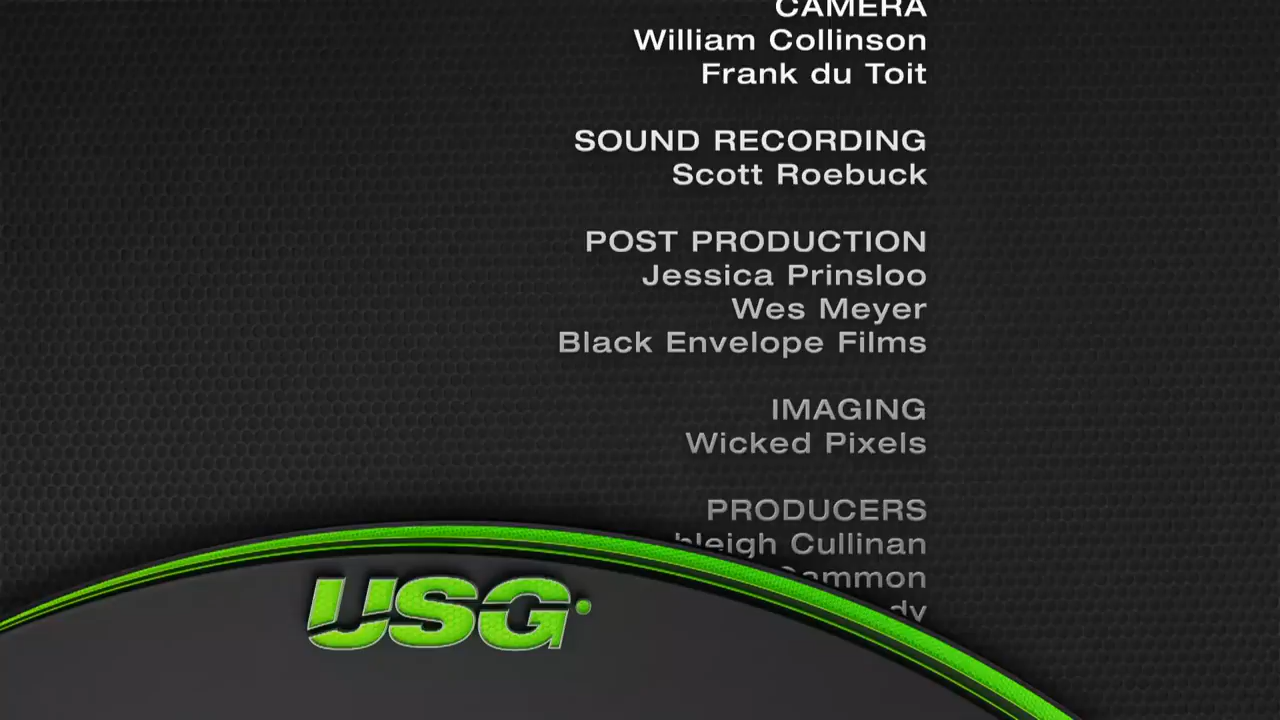 CAMERA
William Collinson
Frank du Toit
SOUND RECORDING
Scott Roebuck
POST PRODUCTION
Jessica Prinsloo
Wes Meyer
Black Envelope Films
IMAGING
Wicked Pixels
PRODUCERS
Cullinan
USG